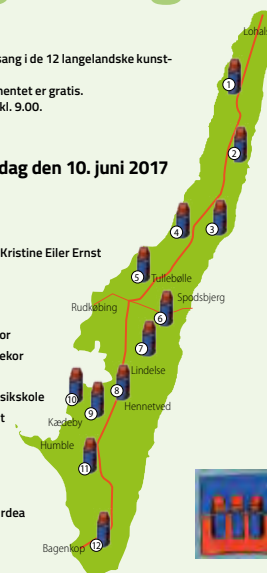 Lohals
sang i de 12 langelandske kunst-
nentet er gratis.
kl. 9.00.
1
2
dag den 10. juni 2017
3
4
Kristine Eiler Ernst
5
Tullebølle
Spodsbjerg
Rudkøbing
6
or
7
ekor
Lindelse
8
sikskole
10
9
Hennetved
t
Kædeby
Humble
11
rdea
12
Bagenkop